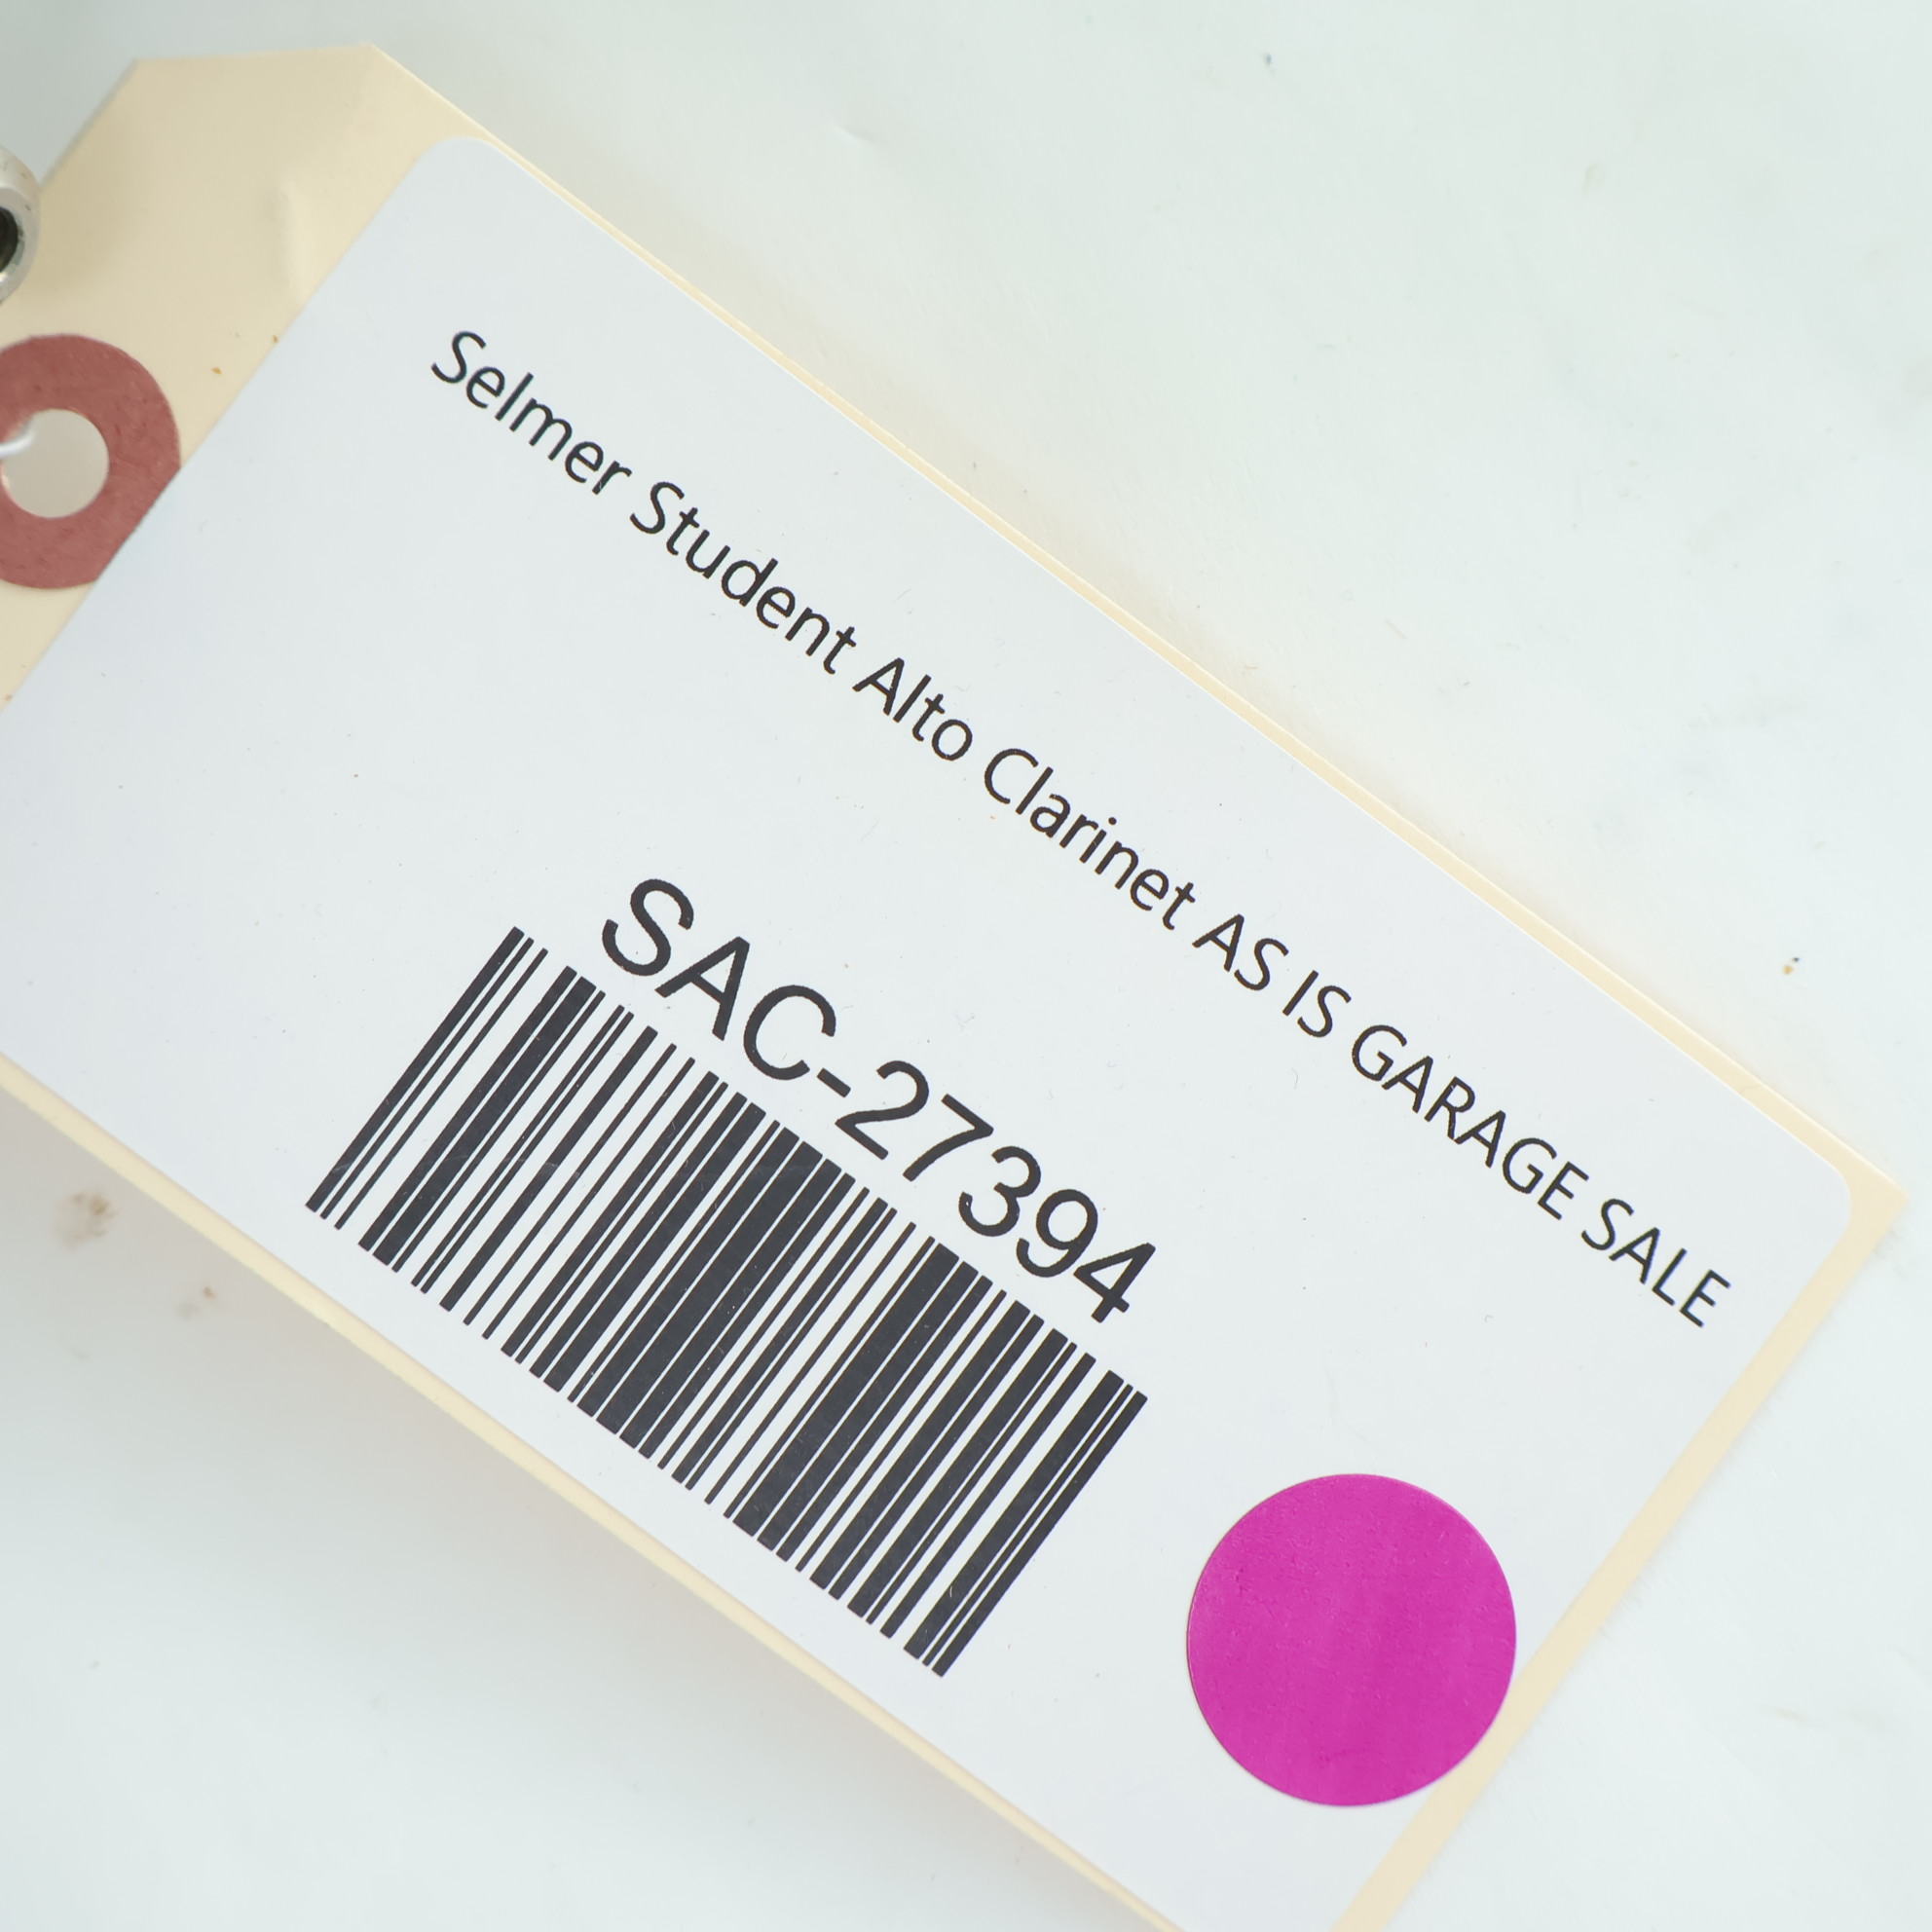 Selmer Student Alto Clarinet AS IS GARAGE SALE
SAC-27394